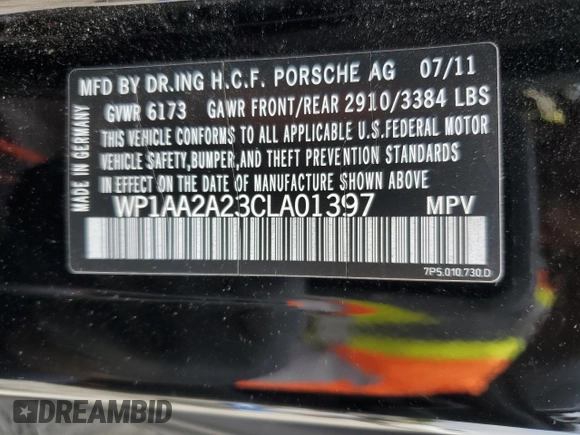 MFD BY DR.ING H.C.F. PORSCHE AG 07/11
GVWR 6173 GAWR FRONT/REAR 2910/3384 LBS
THIS VEHICLE CONFORMS TO ALL APPLICABLE U.S.FEDERAL MOTOR
VEHICLE SAFETY,BUMPER,AND THEFT PREVENTION STANDARDS
IN EFFECT ON THE DATE OF MANUFACTURE SHOWN ABOVE
WP1AA2A23CLA01397 MPV
7P5.010.730.D
MADE IN GERMANY
DREAMBID